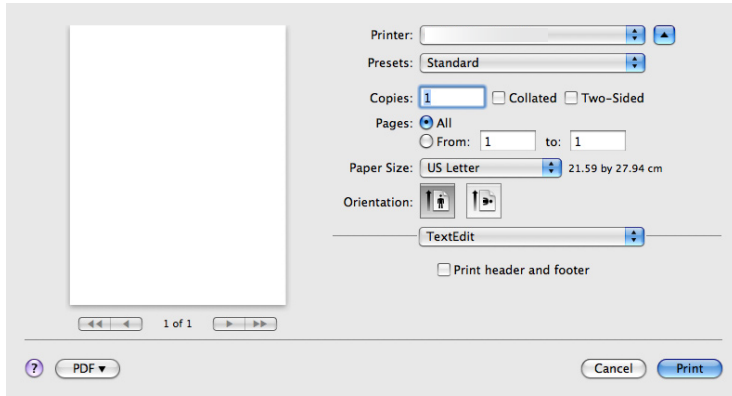 Printer:
Presets: Standard
Copies: 1 Collated Two-Sided
Pages: All
From: 1 to: 1
Paper Size: US Letter 21.59 by 27.94 cm
Orientation:
TextEdit
Print header and footer
1 of 1
? PDF Cancel Print